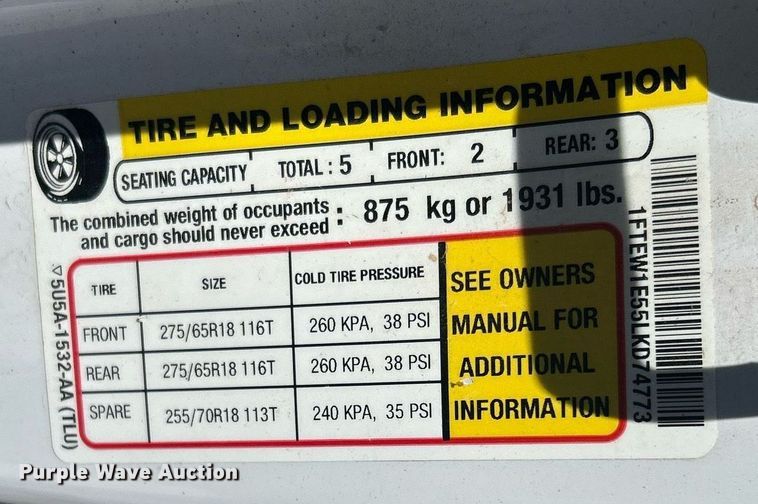 TIRE AND LOADING INFORMATION
SEATING CAPACITY TOTAL : 5 FRONT: 2 REAR: 3
The combined weight of occupants
and cargo should never exceed : 875 kg or 1931 lbs.
TIRE SIZE COLD TIRE PRESSURE
FRONT 275/65R18 116T 260 KPA, 38 PSI
REAR 275/65R18 116T 260 KPA, 38 PSI
SPARE 255/70R18 113T 240 KPA, 35 PSI
SEE OWNERS
MANUAL FOR
ADDITIONAL
INFORMATION
5U5A-1532-AA (TLU)
1FTEW1E55LKD74773
Purple Wave Auction